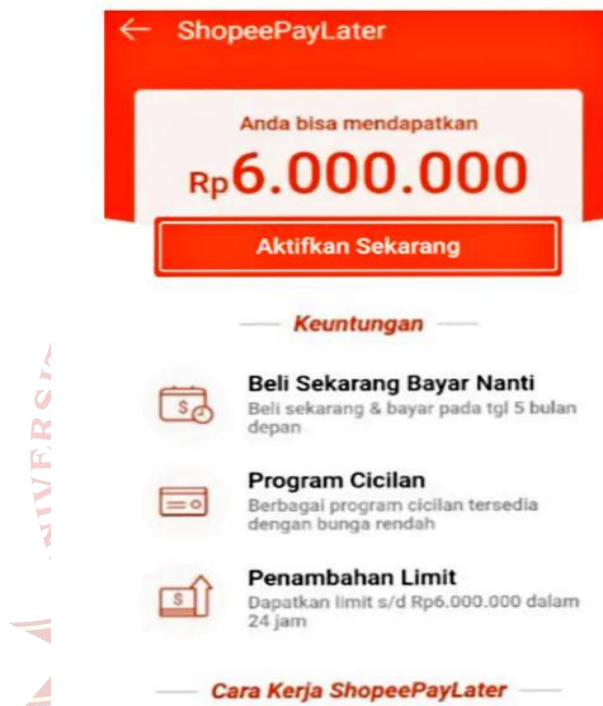 ← ShopeePayLater
Anda bisa mendapatkan
Rp6.000.000
Aktifkan Sekarang
Keuntungan
Beli Sekarang Bayar Nanti
Beli sekarang & bayar pada tgl 5 bulan
depan
Program Cicilan
Berbagai program cicilan tersedia
dengan bunga rendah
Penambahan Limit
Dapatkan limit s/d Rp6.000.000 dalam
24 jam
Cara Kerja ShopeePayLater